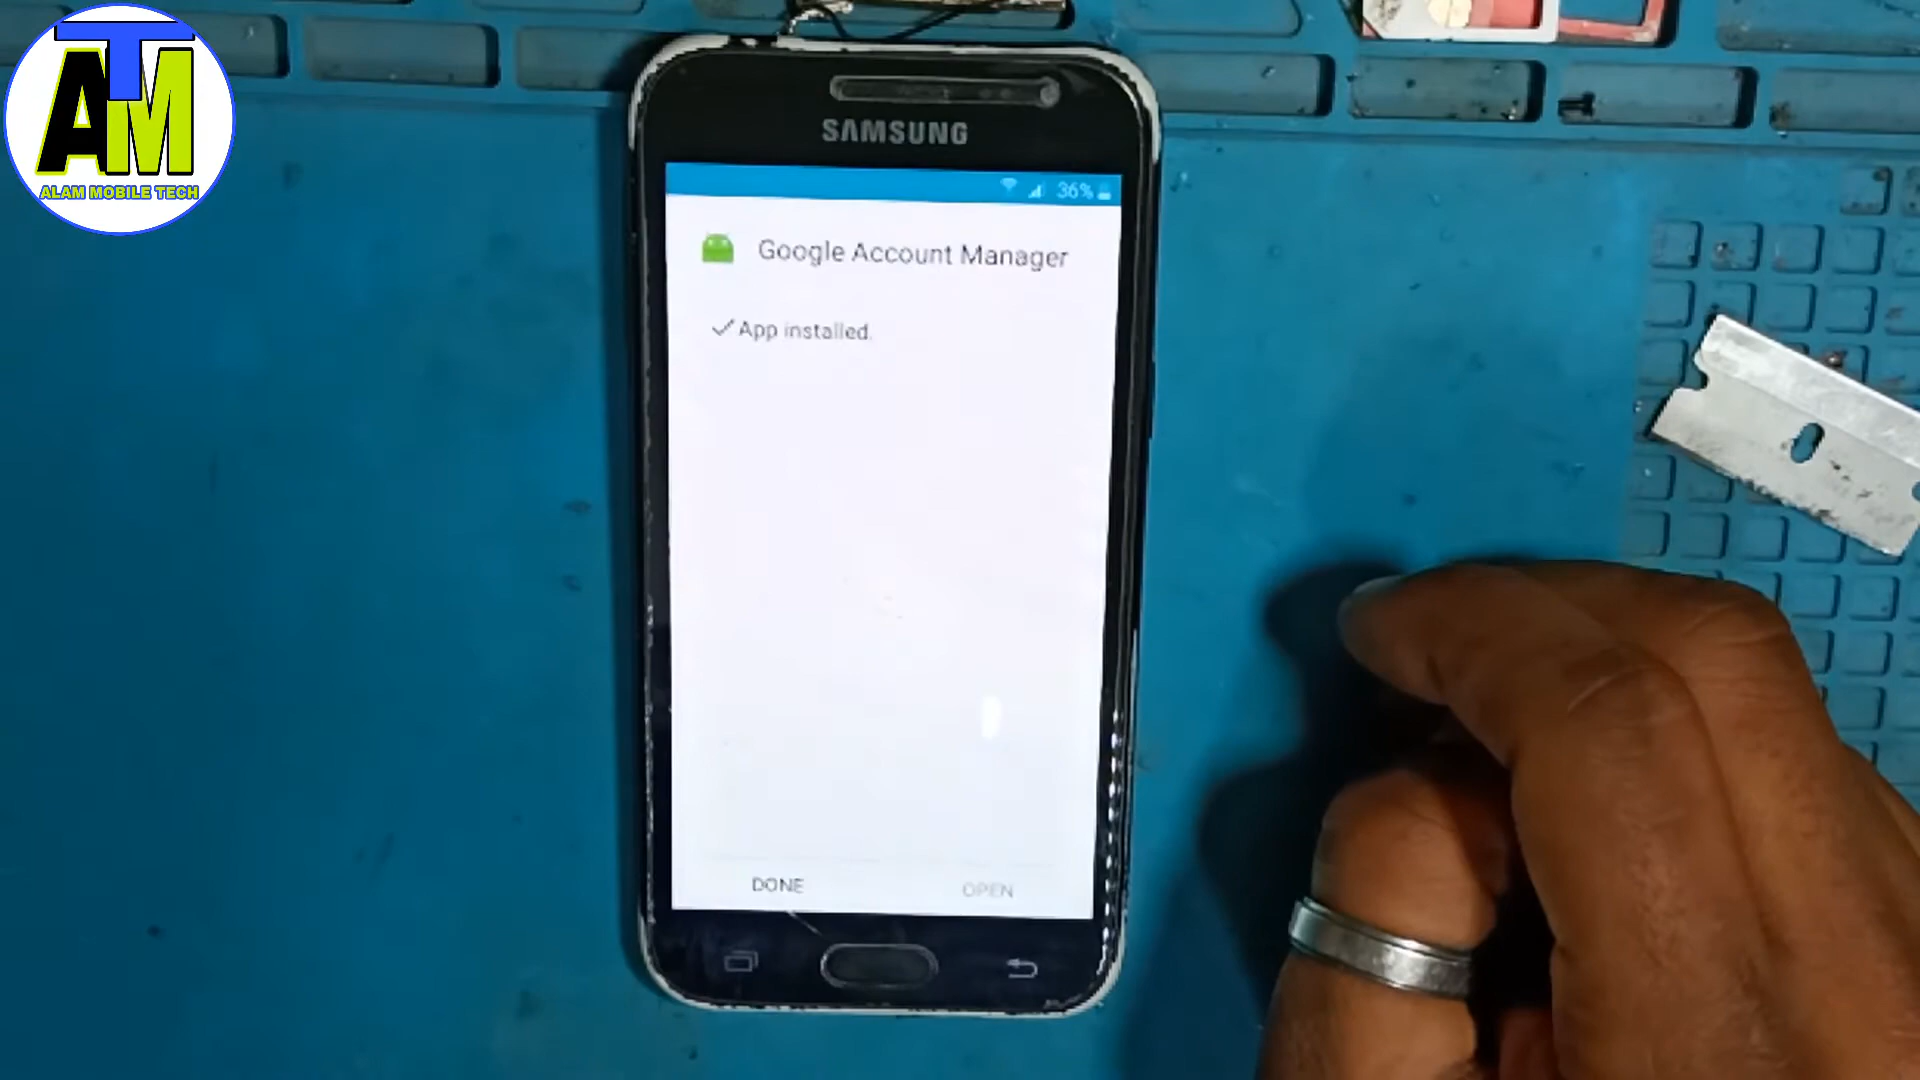 ATM
ALAM MOBILE TECH
SAMSUNG
36%
Google Account Manager
App installed.
DONE
OPEN